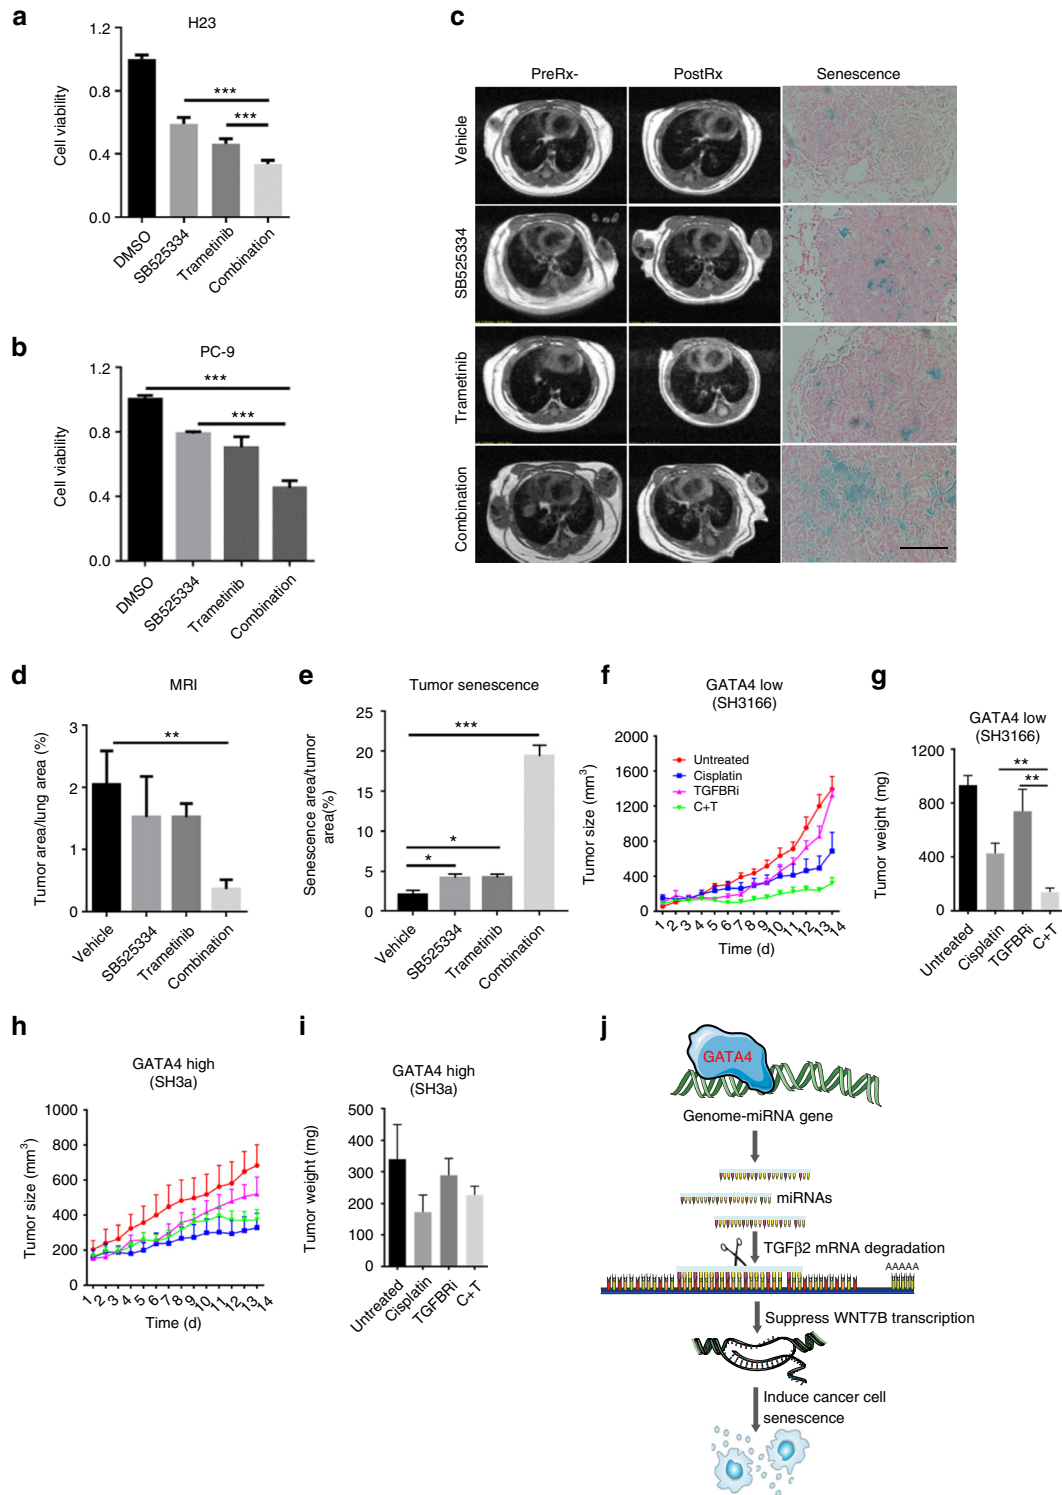 a
H23
Cell viability
1.2
0.8
0.4
0.0
***
***
DMSO
SB525334
Trametinib
Combination
b
PC-9
Cell viability
1.2
0.8
0.4
0.0
***
***
DMSO
SB525334
Trametinib
Combination
c
PreRx-
PostRx
Senescence
Vehicle
SB525334
Trametinib
Combination
d
MRI
Tumor area/lung area (%)
3
2
1
0
**
Vehicle
SB525334
Trametinib
Combination
e
Tumor senescence
Senescence area/tumor
area(%)
25
20
15
10
5
0
***
*
*
Vehicle
SB525334
Trametinib
Combination
f
GATA4 low
(SH3166)
Tumor size (mm³)
2000
1600
1200
800
400
0
Untreated
Cisplatin
TGFBRi
C+T
1 2 3 4 5 6 7 8 9 10 11 12 13 14
Time (d)
g
GATA4 low
(SH3166)
Tumor weight (mg)
1200
800
400
0
**
**
Untreated
Cisplatin
TGFBRi
C+T
h
GATA4 high
(SH3a)
Tumor size (mm³)
1000
800
600
400
200
0
1 2 3 4 5 6 7 8 9 10 11 12 13 14
Time (d)
i
GATA4 high
(SH3a)
Tumor weight (mg)
500
400
300
200
100
0
Untreated
Cisplatin
TGFBRi
C+T
j
GATA4
Genome-miRNA gene
miRNAs
TGFβ2 mRNA degradation
AAAAA
Suppress WNT7B transcription
Induce cancer cell
senescence